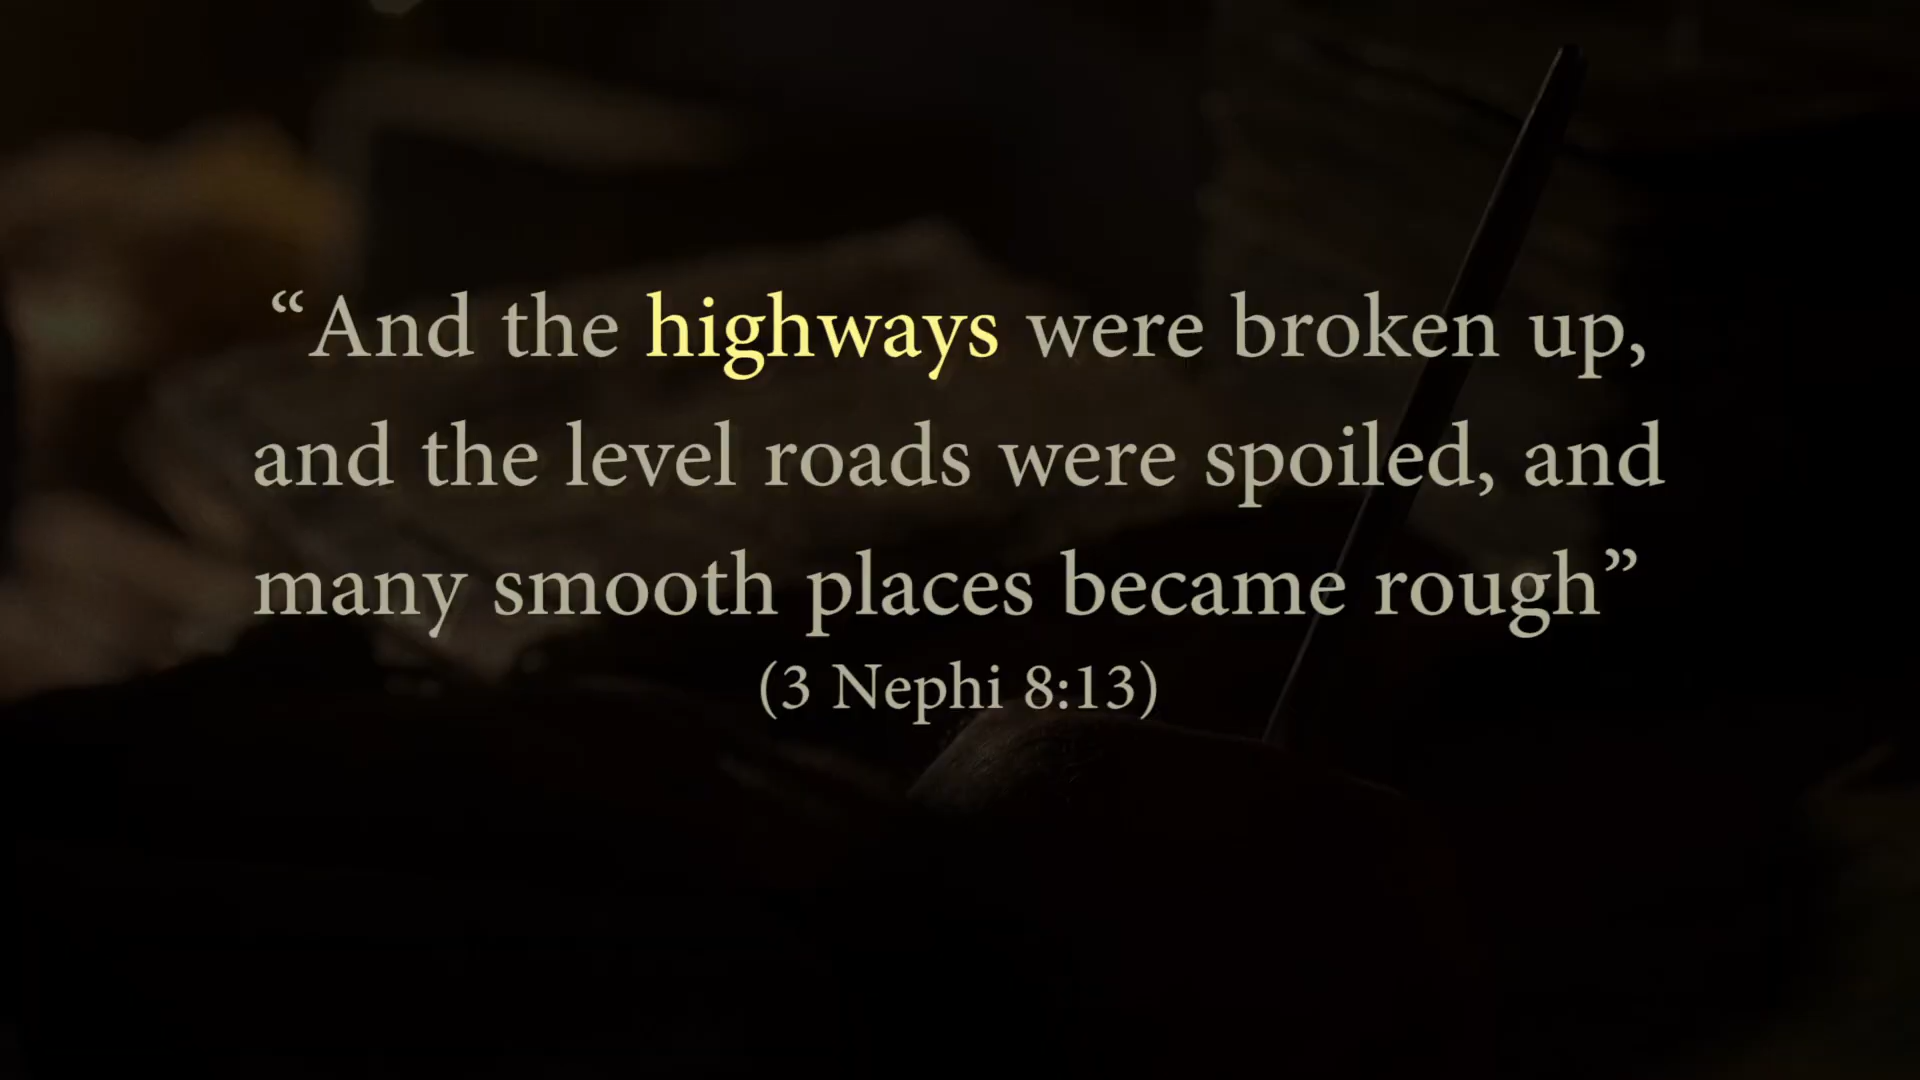 “And the highways were broken up,
and the level roads were spoiled, and
many smooth places became rough”
(3 Nephi 8:13)